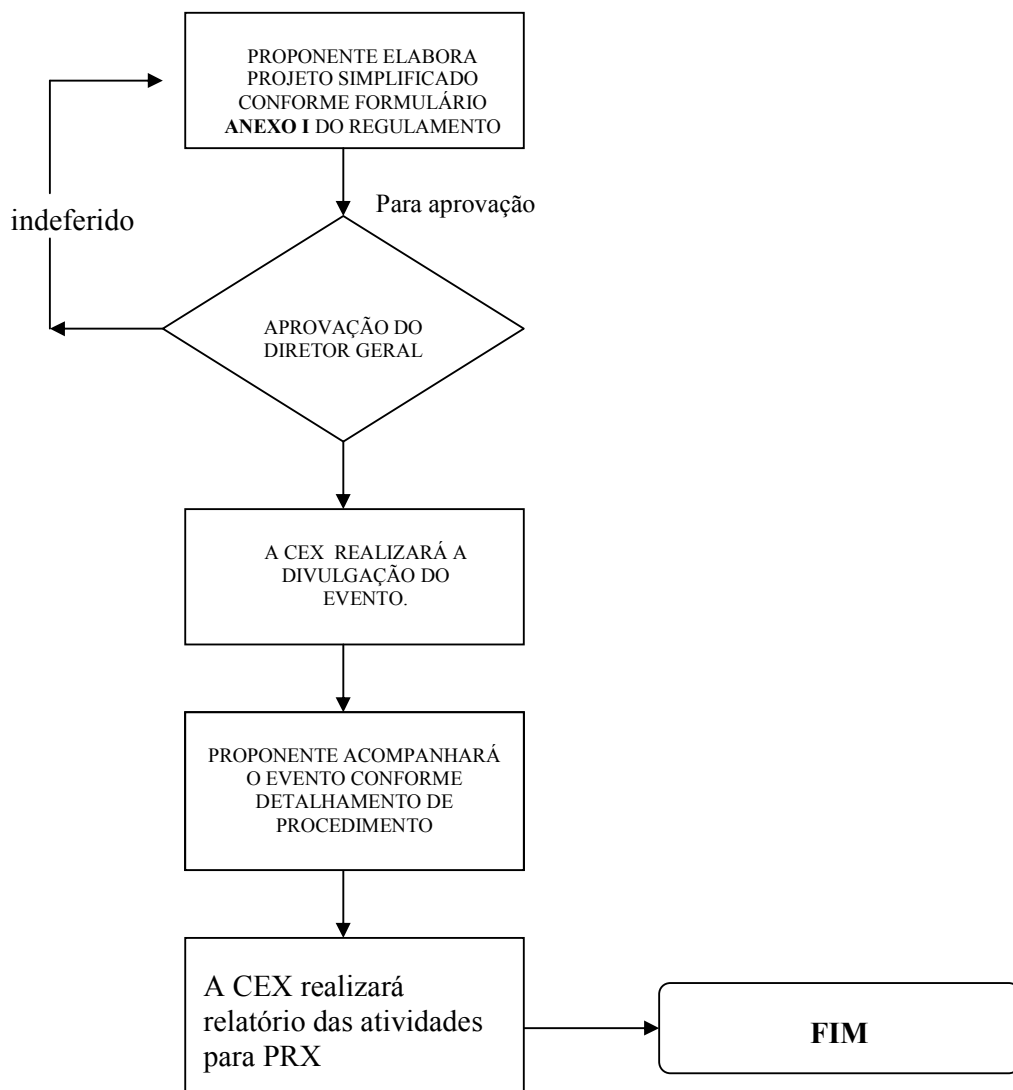 PROPONENTE ELABORA
PROJETO SIMPLIFICADO
CONFORME FORMULÁRIO
ANEXO I DO REGULAMENTO
Para aprovação
indeferido
APROVAÇÃO DO
DIRETOR GERAL
A CEX REALIZARÁ A
DIVULGAÇÃO DO
EVENTO.
PROPONENTE ACOMPANHARÁ
O EVENTO CONFORME
DETALHAMENTO DE
PROCEDIMENTO
A CEX realizará
relatório das atividades
para PRX
FIM